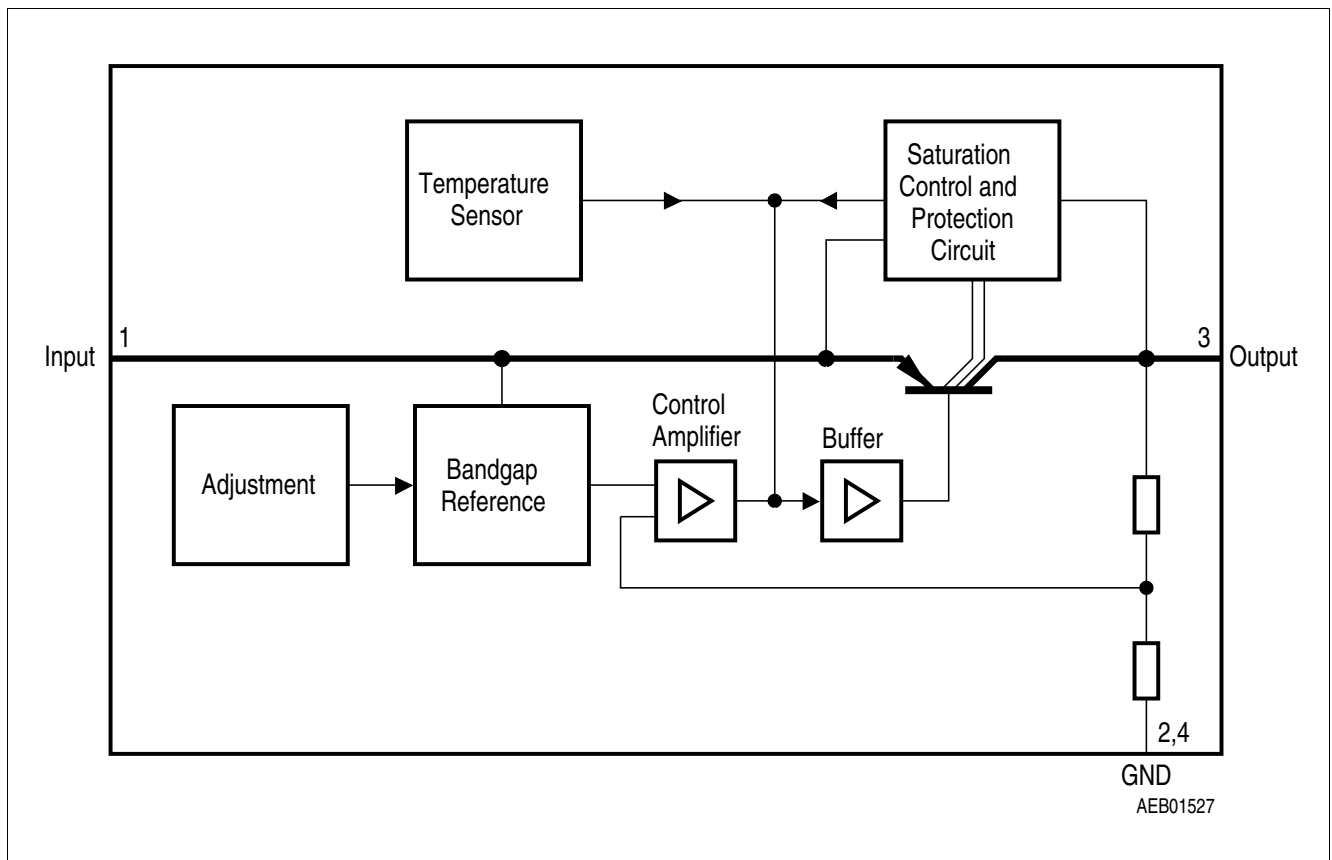 Temperature
Sensor
Saturation
Control and
Protection
Circuit
1
3
Input
Output
Adjustment
Bandgap
Reference
Control
Amplifier
Buffer
2,4
GND
AEB01527